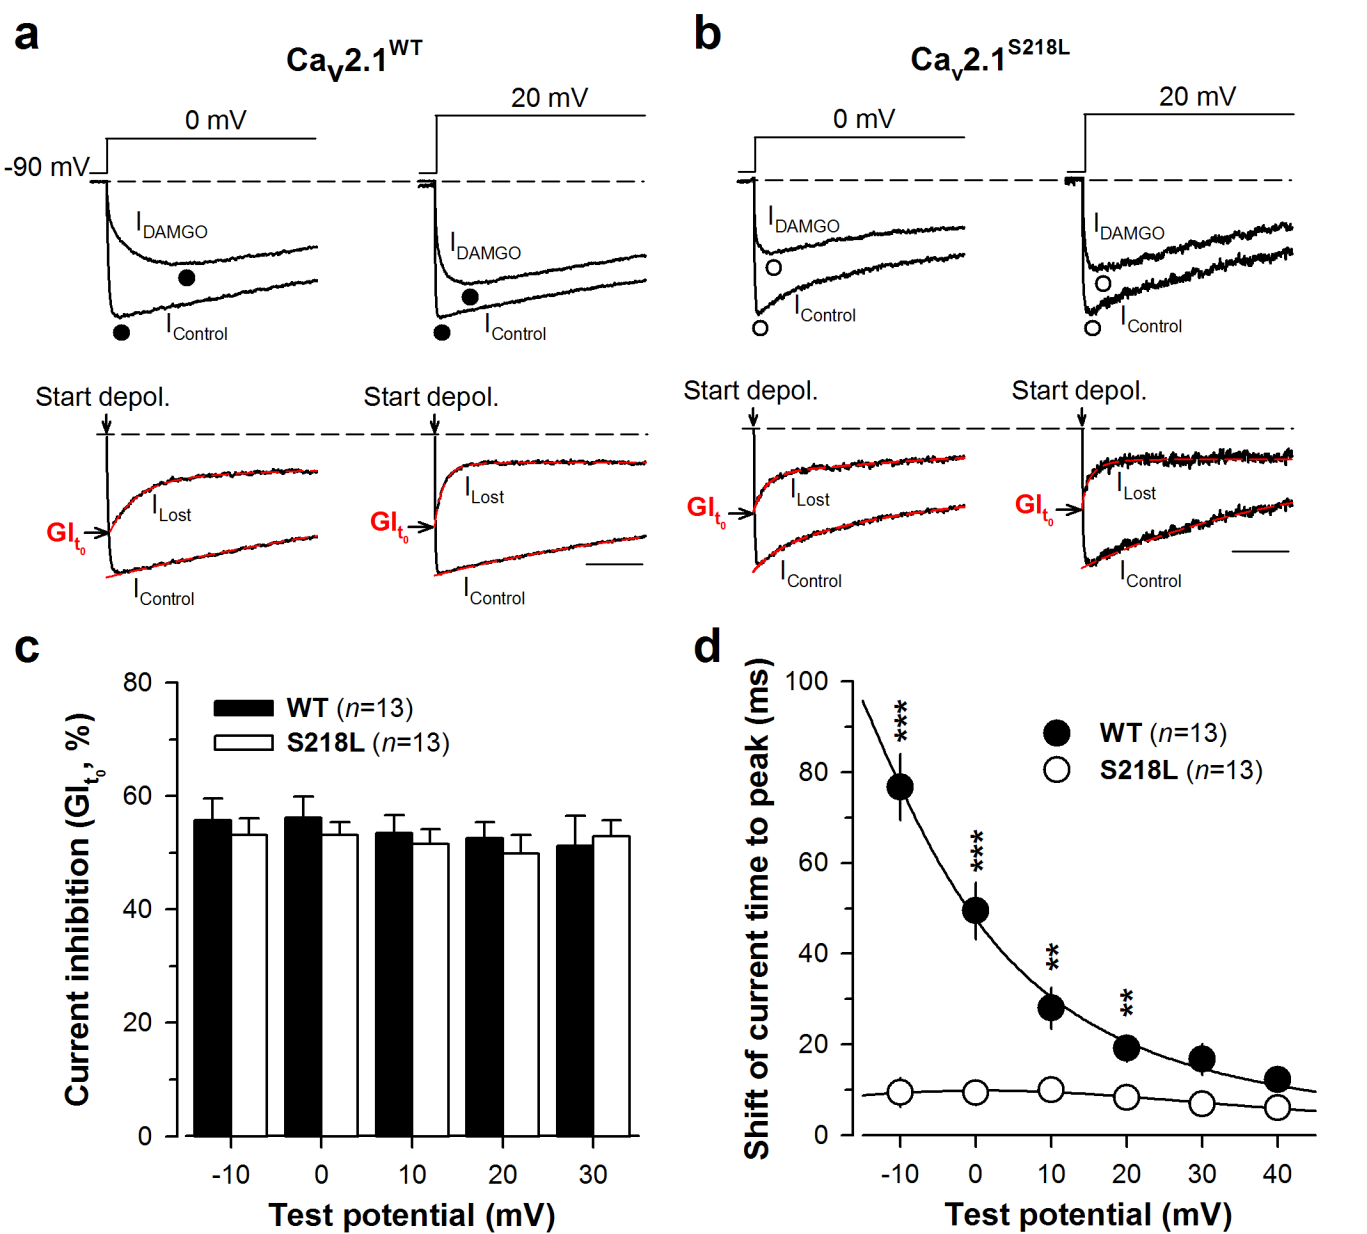 a
Cav2.1WT
0 mV
20 mV
-90 mV
IDAMGO
IDAMGO
IControl
IControl
Start depol.
Start depol.
ILost
ILost
GIt0
GIt0
IControl
IControl
b
Cav2.1S218L
0 mV
20 mV
IDAMGO
IDAMGO
IControl
IControl
Start depol.
Start depol.
ILost
ILost
GIt0
GIt0
IControl
IControl
c
Current inhibition (GIt0, %)
80
60
40
20
0
WT (n=13)
S218L (n=13)
-10 0 10 20 30
Test potential (mV)
d
Shift of current time to peak (ms)
100
80
60
40
20
0
WT (n=13)
S218L (n=13)
***
***
**
**
-10 0 10 20 30 40
Test potential (mV)